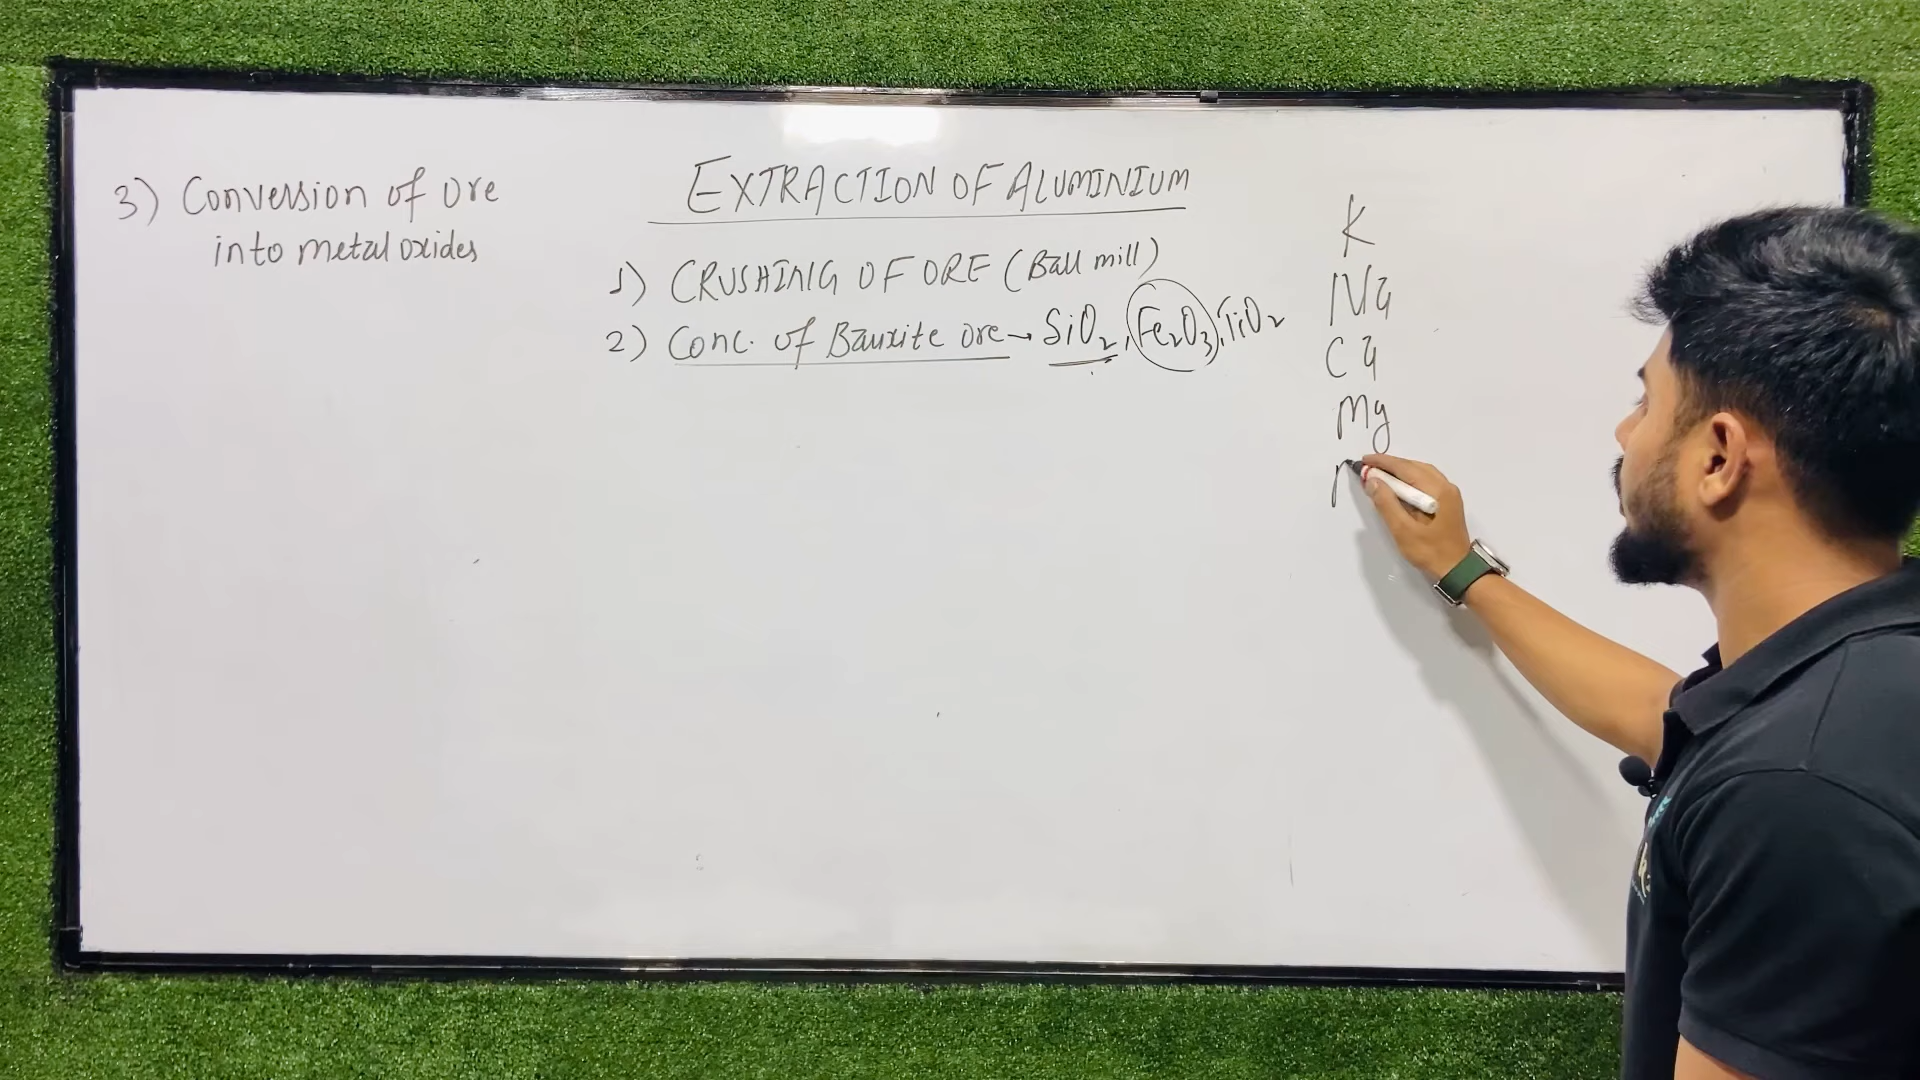 EXTRACTION OF ALUMINIUM
1) CRUSHING OF ORE (Ball mill)
2) Conc. of Bauxite ore → SiO₂, Fe₂O₃, TiO₂
3) Conversion of ore
into metal oxides
K
Na
Ca
Mg